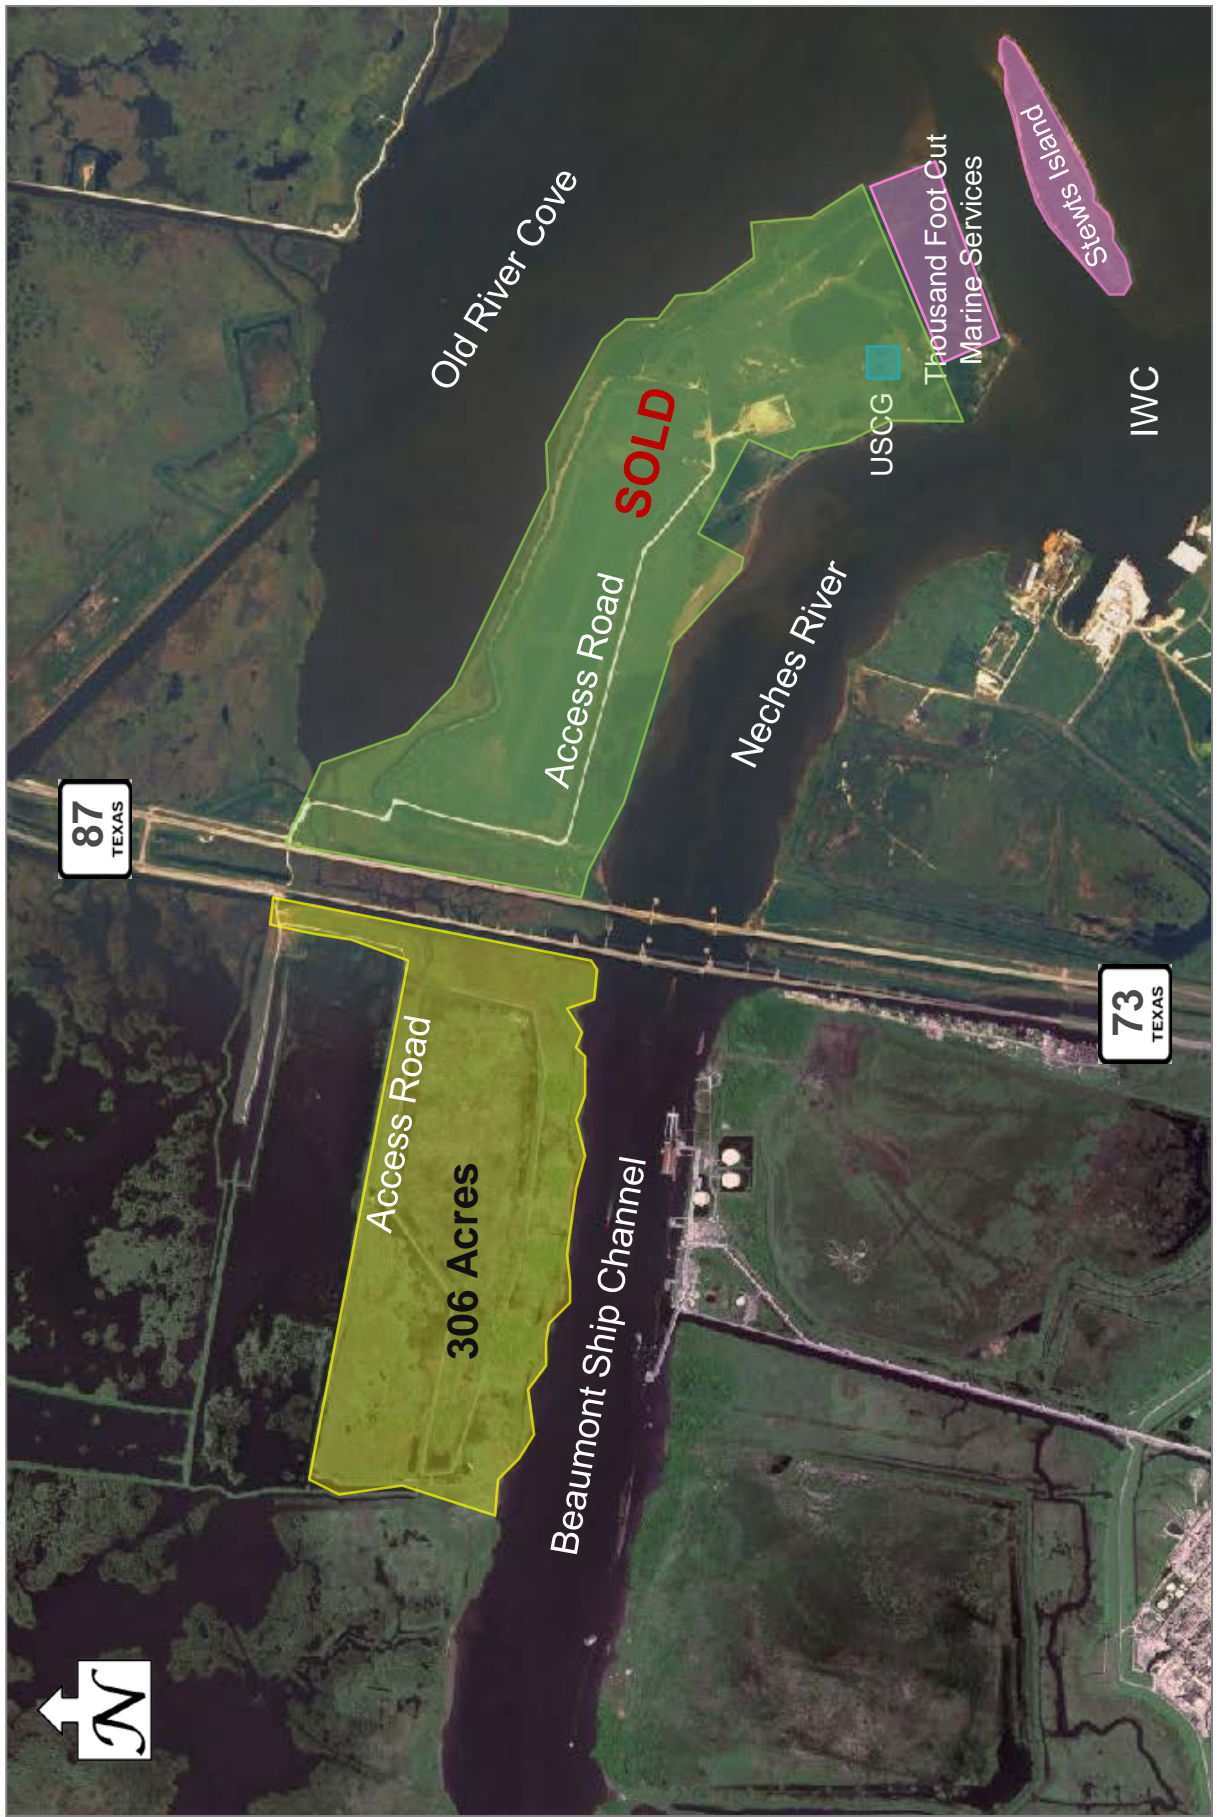 87
TEXAS
Old River Cove
SOLD
Access Road
USCG
Thousand Foot Cut
Marine Services
Stewts Island
IWC
Neches River
Access Road
306 Acres
Beaumont Ship Channel
73
TEXAS
N